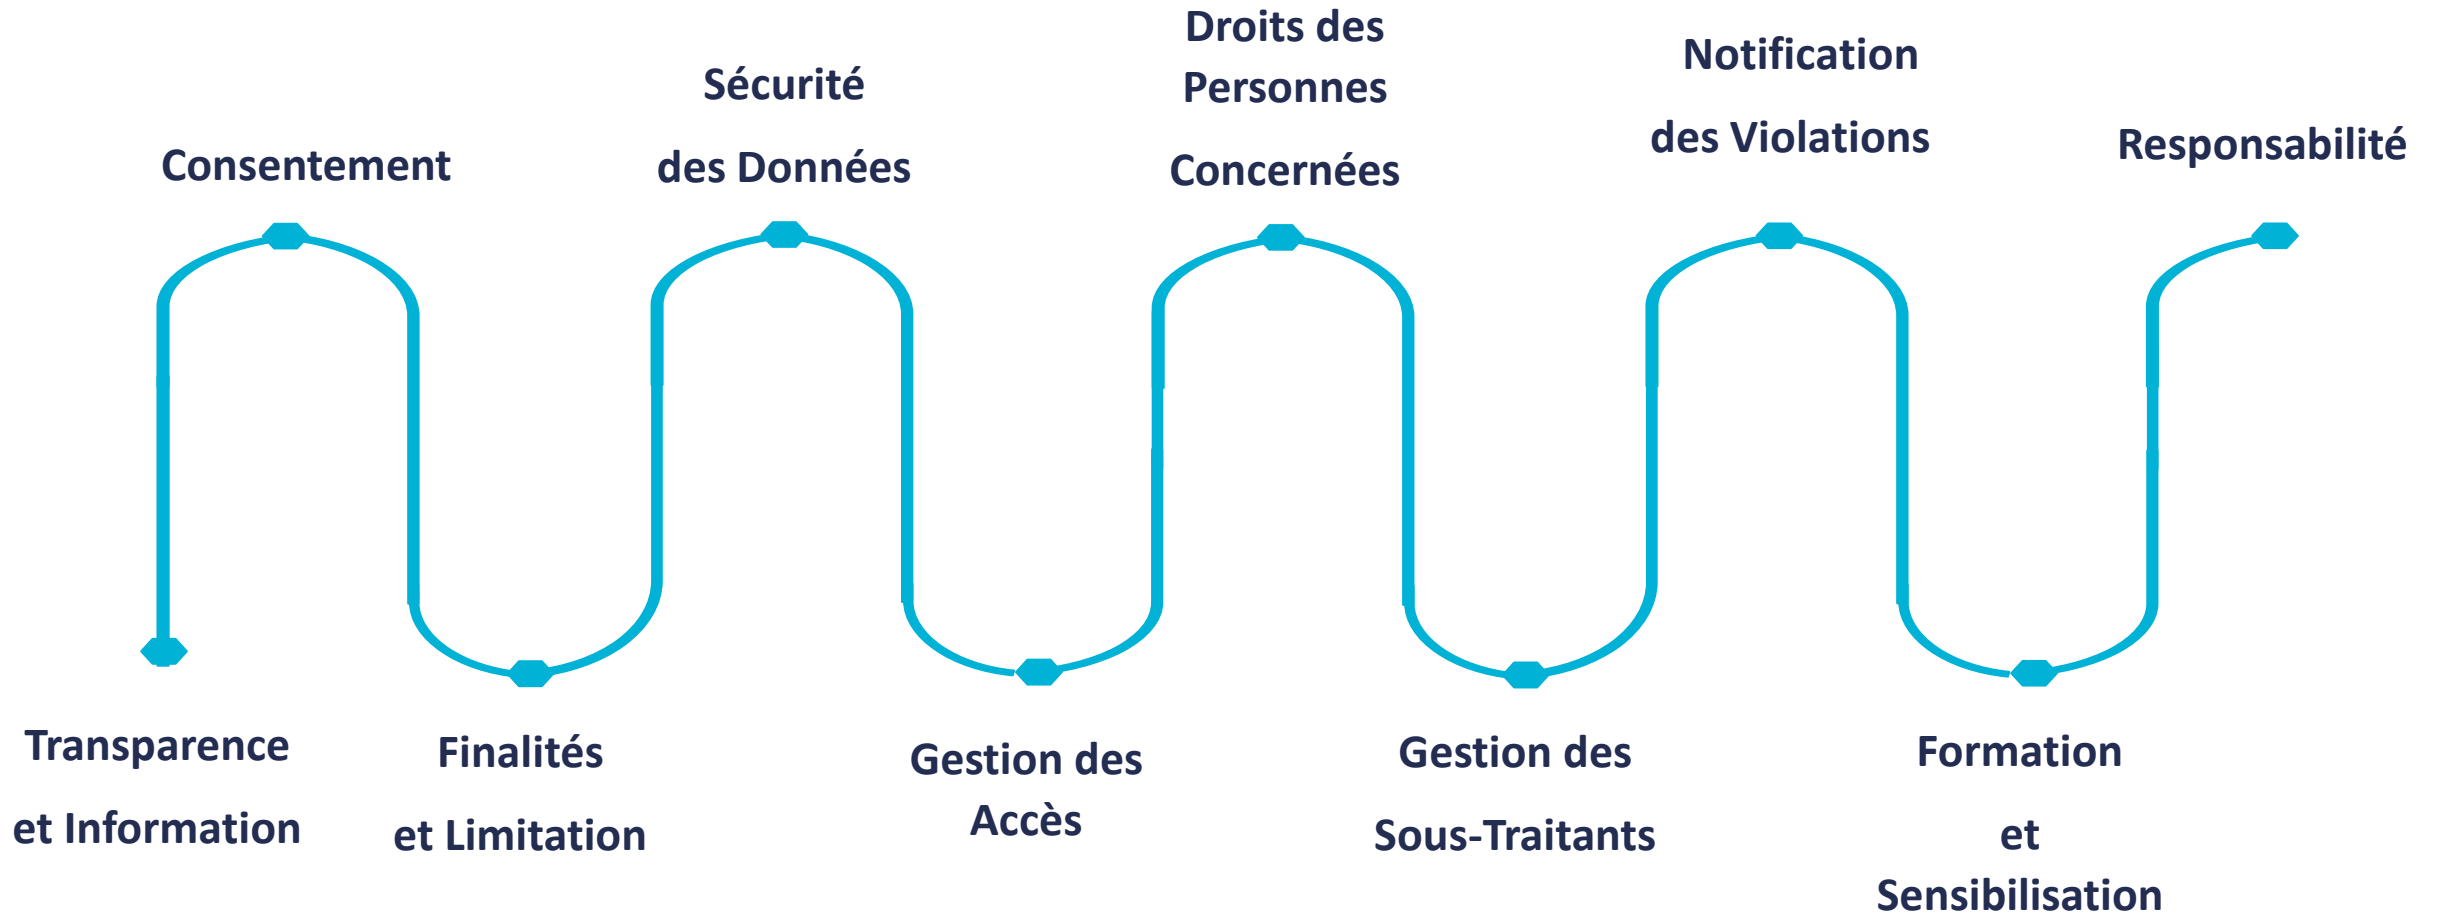 Transparence
et Information
Consentement
Finalités
et Limitation
Sécurité
des Données
Gestion des
Accès
Droits des
Personnes
Concernées
Gestion des
Sous-Traitants
Notification
des Violations
Formation
et
Sensibilisation
Responsabilité